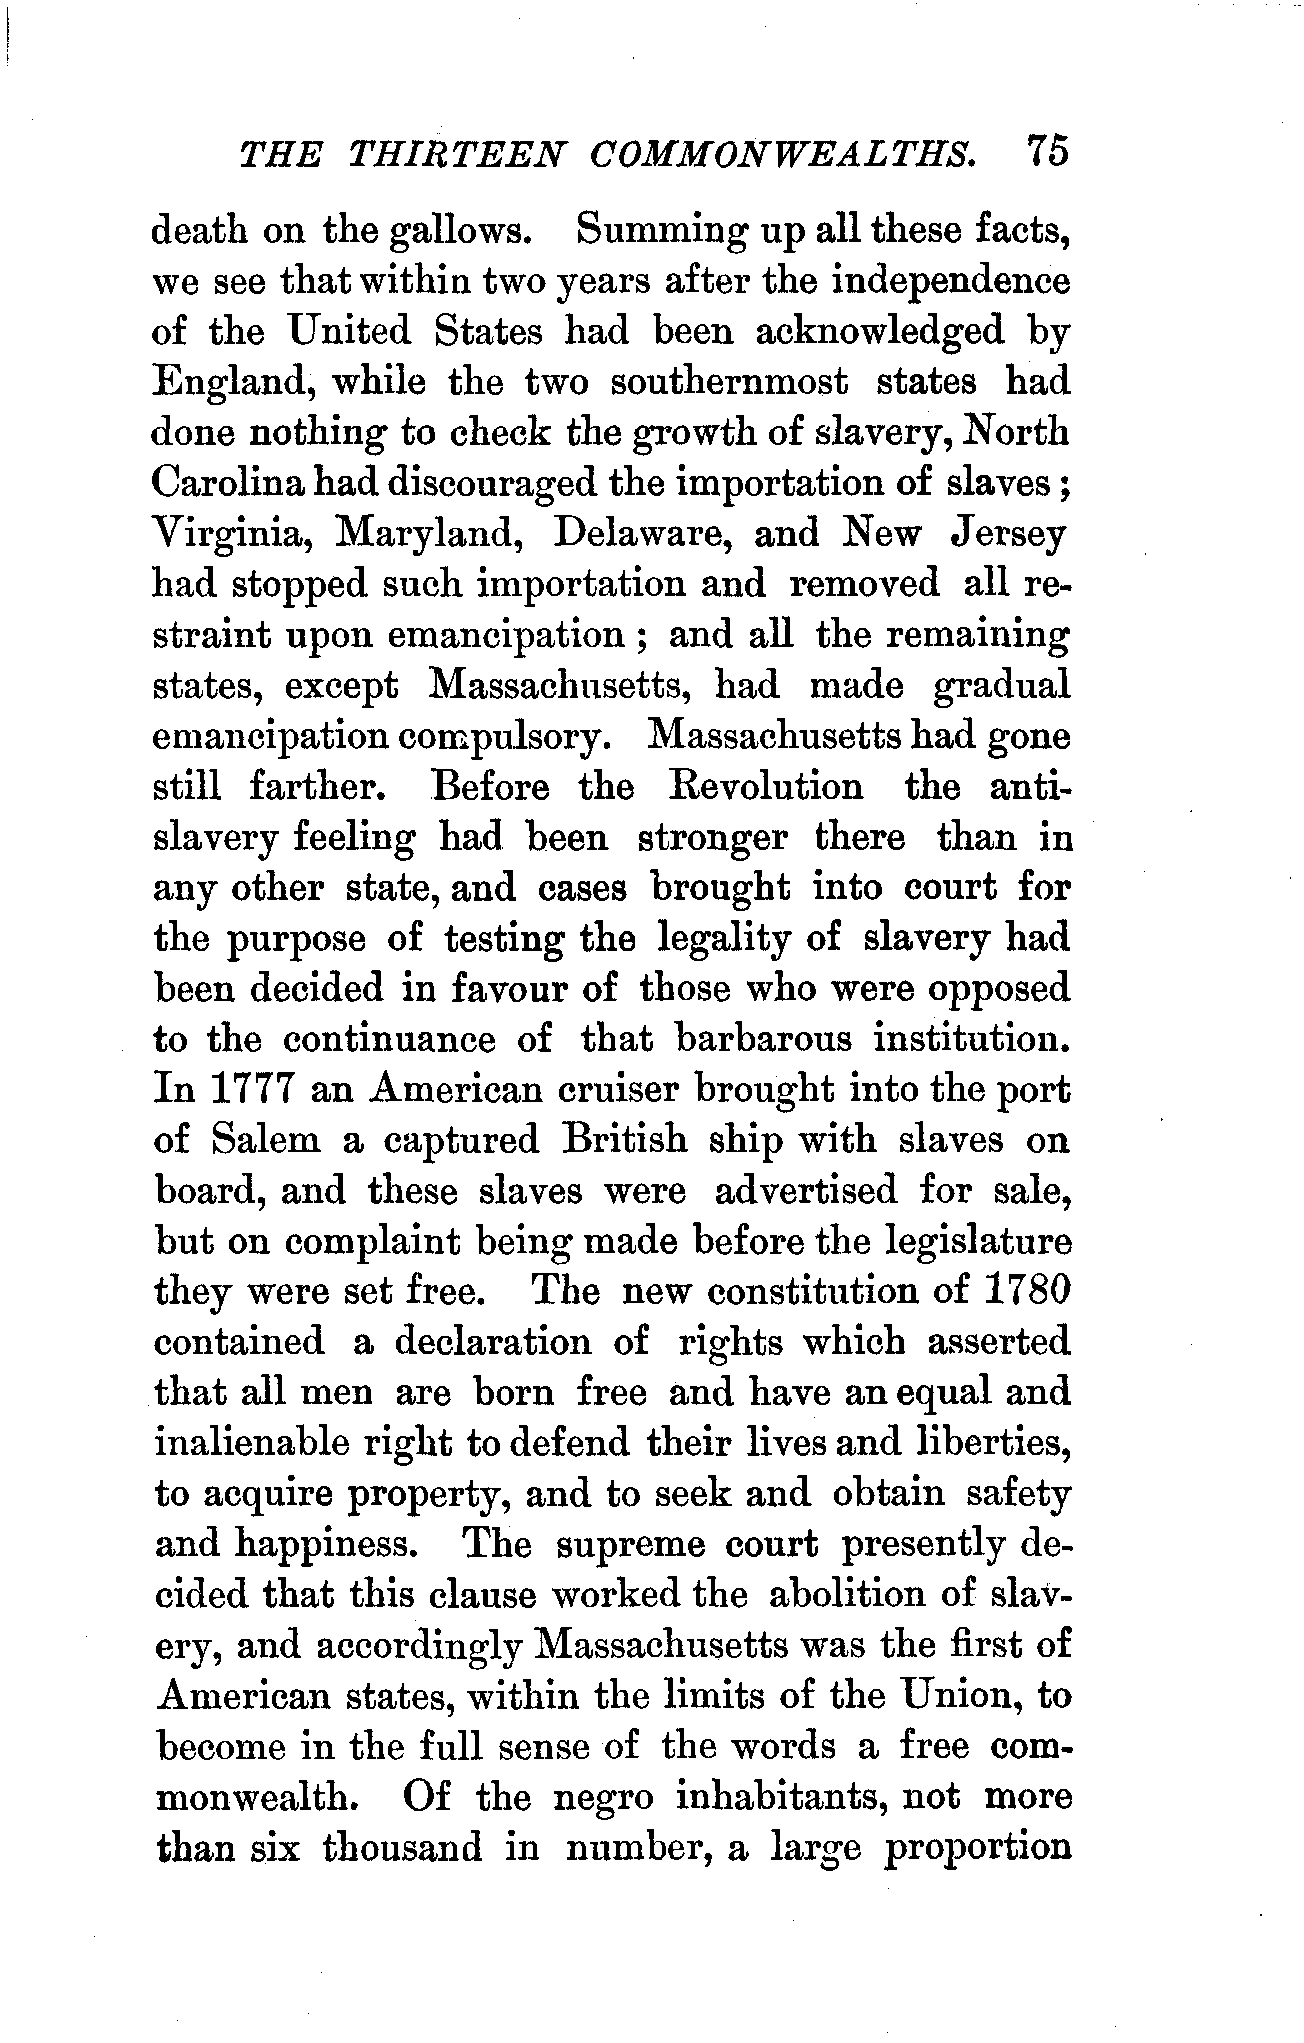 THE THIRTEEN COMMONWEALTHS. 75
death on the gallows. Summing up all these facts,
we see that within two years after the independence
of the United States had been acknowledged by
England, while the two southernmost states had
done nothing to check the growth of slavery, North
Carolina had discouraged the importation of slaves ;
Virginia, Maryland, Delaware, and New Jersey
had stopped such importation and removed all re-
straint upon emancipation ; and all the remaining
states, except Massachusetts, had made gradual
emancipation compulsory. Massachusetts had gone
still farther. Before the Revolution the anti-
slavery feeling had been stronger there than in
any other state, and cases brought into court for
the purpose of testing the legality of slavery had
been decided in favour of those who were opposed
to the continuance of that barbarous institution.
In 1777 an American cruiser brought into the port
of Salem a captured British ship with slaves on
board, and these slaves were advertised for sale,
but on complaint being made before the legislature
they were set free. The new constitution of 1780
contained a declaration of rights which asserted
that all men are born free and have an equal and
inalienable right to defend their lives and liberties,
to acquire property, and to seek and obtain safety
and happiness. The supreme court presently de-
cided that this clause worked the abolition of slav-
ery, and accordingly Massachusetts was the first of
American states, within the limits of the Union, to
become in the full sense of the words a free com-
monwealth. Of the negro inhabitants, not more
than six thousand in number, a large proportion